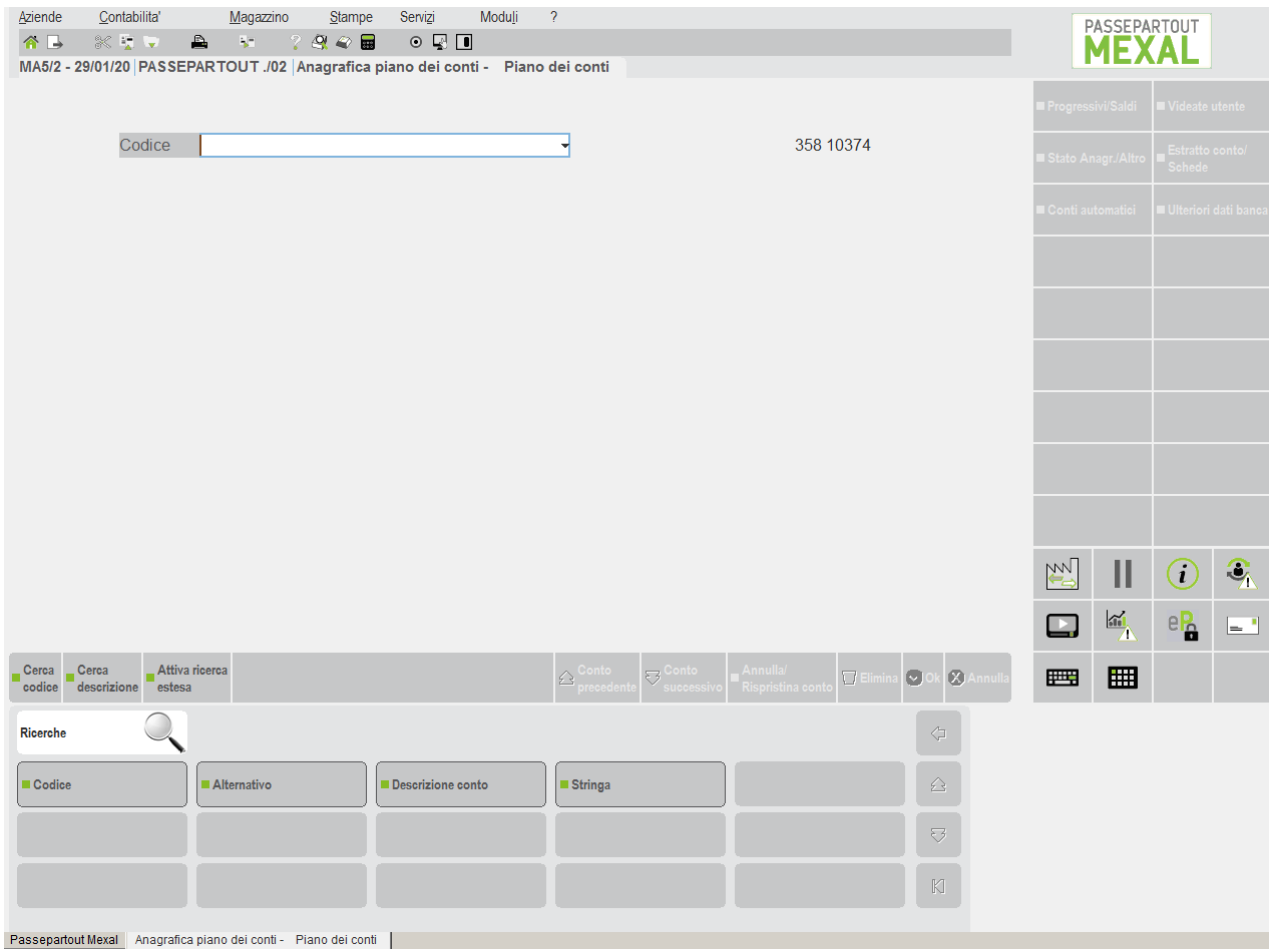 Aziende Contabilita' Magazzino Stampe Servizi Moduli ?
PASSEPARTOUT
MEXAL
MA5/2 - 29/01/20 PASSEPARTOUT ./02 Anagrafica piano dei conti - Piano dei conti
Progressivi/Saldi Videate utente
Codice 358 10374
Stato Anagr./Altro Estratto conto/
Schede
Conti automatici Ulteriori dati banca
Cerca codice Cerca descrizione Attiva ricerca estesa Conto precedente Conto successivo Annulla/ Rispristina conto Elimina Ok Annulla
Ricerche
Codice Alternativo Descrizione conto Stringa
Passepartout Mexal Anagrafica piano dei conti - Piano dei conti